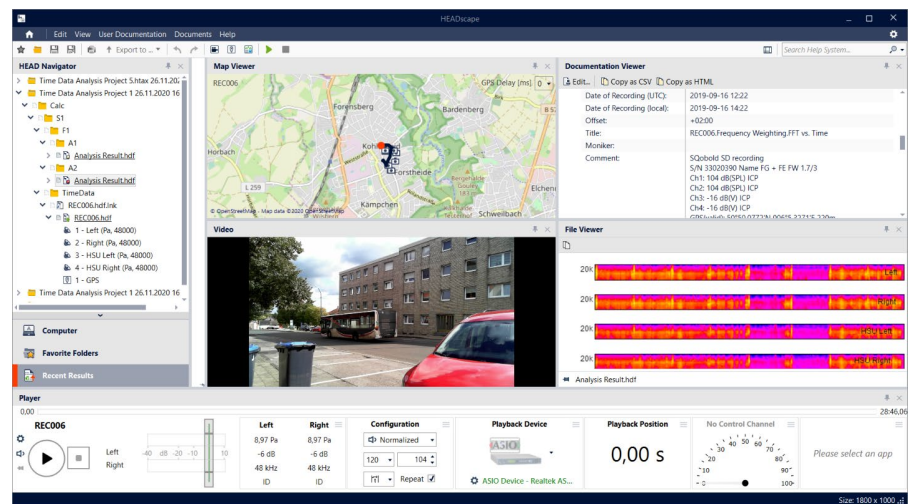 HEADscape
Edit View User Documentation Documents Help
Export to ...
Search Help System...
HEAD Navigator
Time Data Analysis Project 5.htax 26.11.20
Time Data Analysis Project 1 26.11.2020 16
Calc
S1
F1
A1
Analysis Result.hdf
A2
Analysis Result.hdf
TimeData
REC006.hdf.lnk
REC006.hdf
1 - Left (Pa, 48000)
2 - Right (Pa, 48000)
3 - HSU Left (Pa, 48000)
4 - HSU Right (Pa, 48000)
1 - GPS
Time Data Analysis Project 1 26.11.2020 16
Computer
Favorite Folders
Recent Results
Map Viewer
REC006
GPS Delay [ms] 0
Forensberg
Bardenberg
Horbach
Forstheide
L 259
Kämpchen
Schweilbach
© OpenStreetMap - Map data ©2020 OpenStreetMap
Video
Documentation Viewer
Edit... Copy as CSV Copy as HTML
Date of Recording (UTC): 2019-09-16 12:22
Date of Recording (local): 2019-09-16 14:22
Offset: +02:00
Title: REC006.Frequency Weighting.FFT vs. Time
Moniker:
Comment: SQobold SD recording
S/N 33020390 Name FG + FE FW 1.7/3
Ch1: 104 dB(SPL) ICP
Ch2: 104 dB(SPL) ICP
Ch3: -16 dB(V) ICP
Ch4: -16 dB(V) ICP
File Viewer
20k Left
20k Right
20k HSU Left
20k HSU Right
Analysis Result.hdf
Player
0,00 28:46,06
REC006
Left
Right
-40 dB -20 -10 10
Left Right
8,97 Pa 8,97 Pa
-6 dB -6 dB
48 kHz 48 kHz
ID ID
Configuration
Normalized
120 104
Repeat
Playback Device
ASIO
ASIO Device - Realtek AS...
Playback Position
0,00 s
No Control Channel
0 10 20 30 40 50 60 70 80 90 100
Please select an app
Size: 1800 x 1000